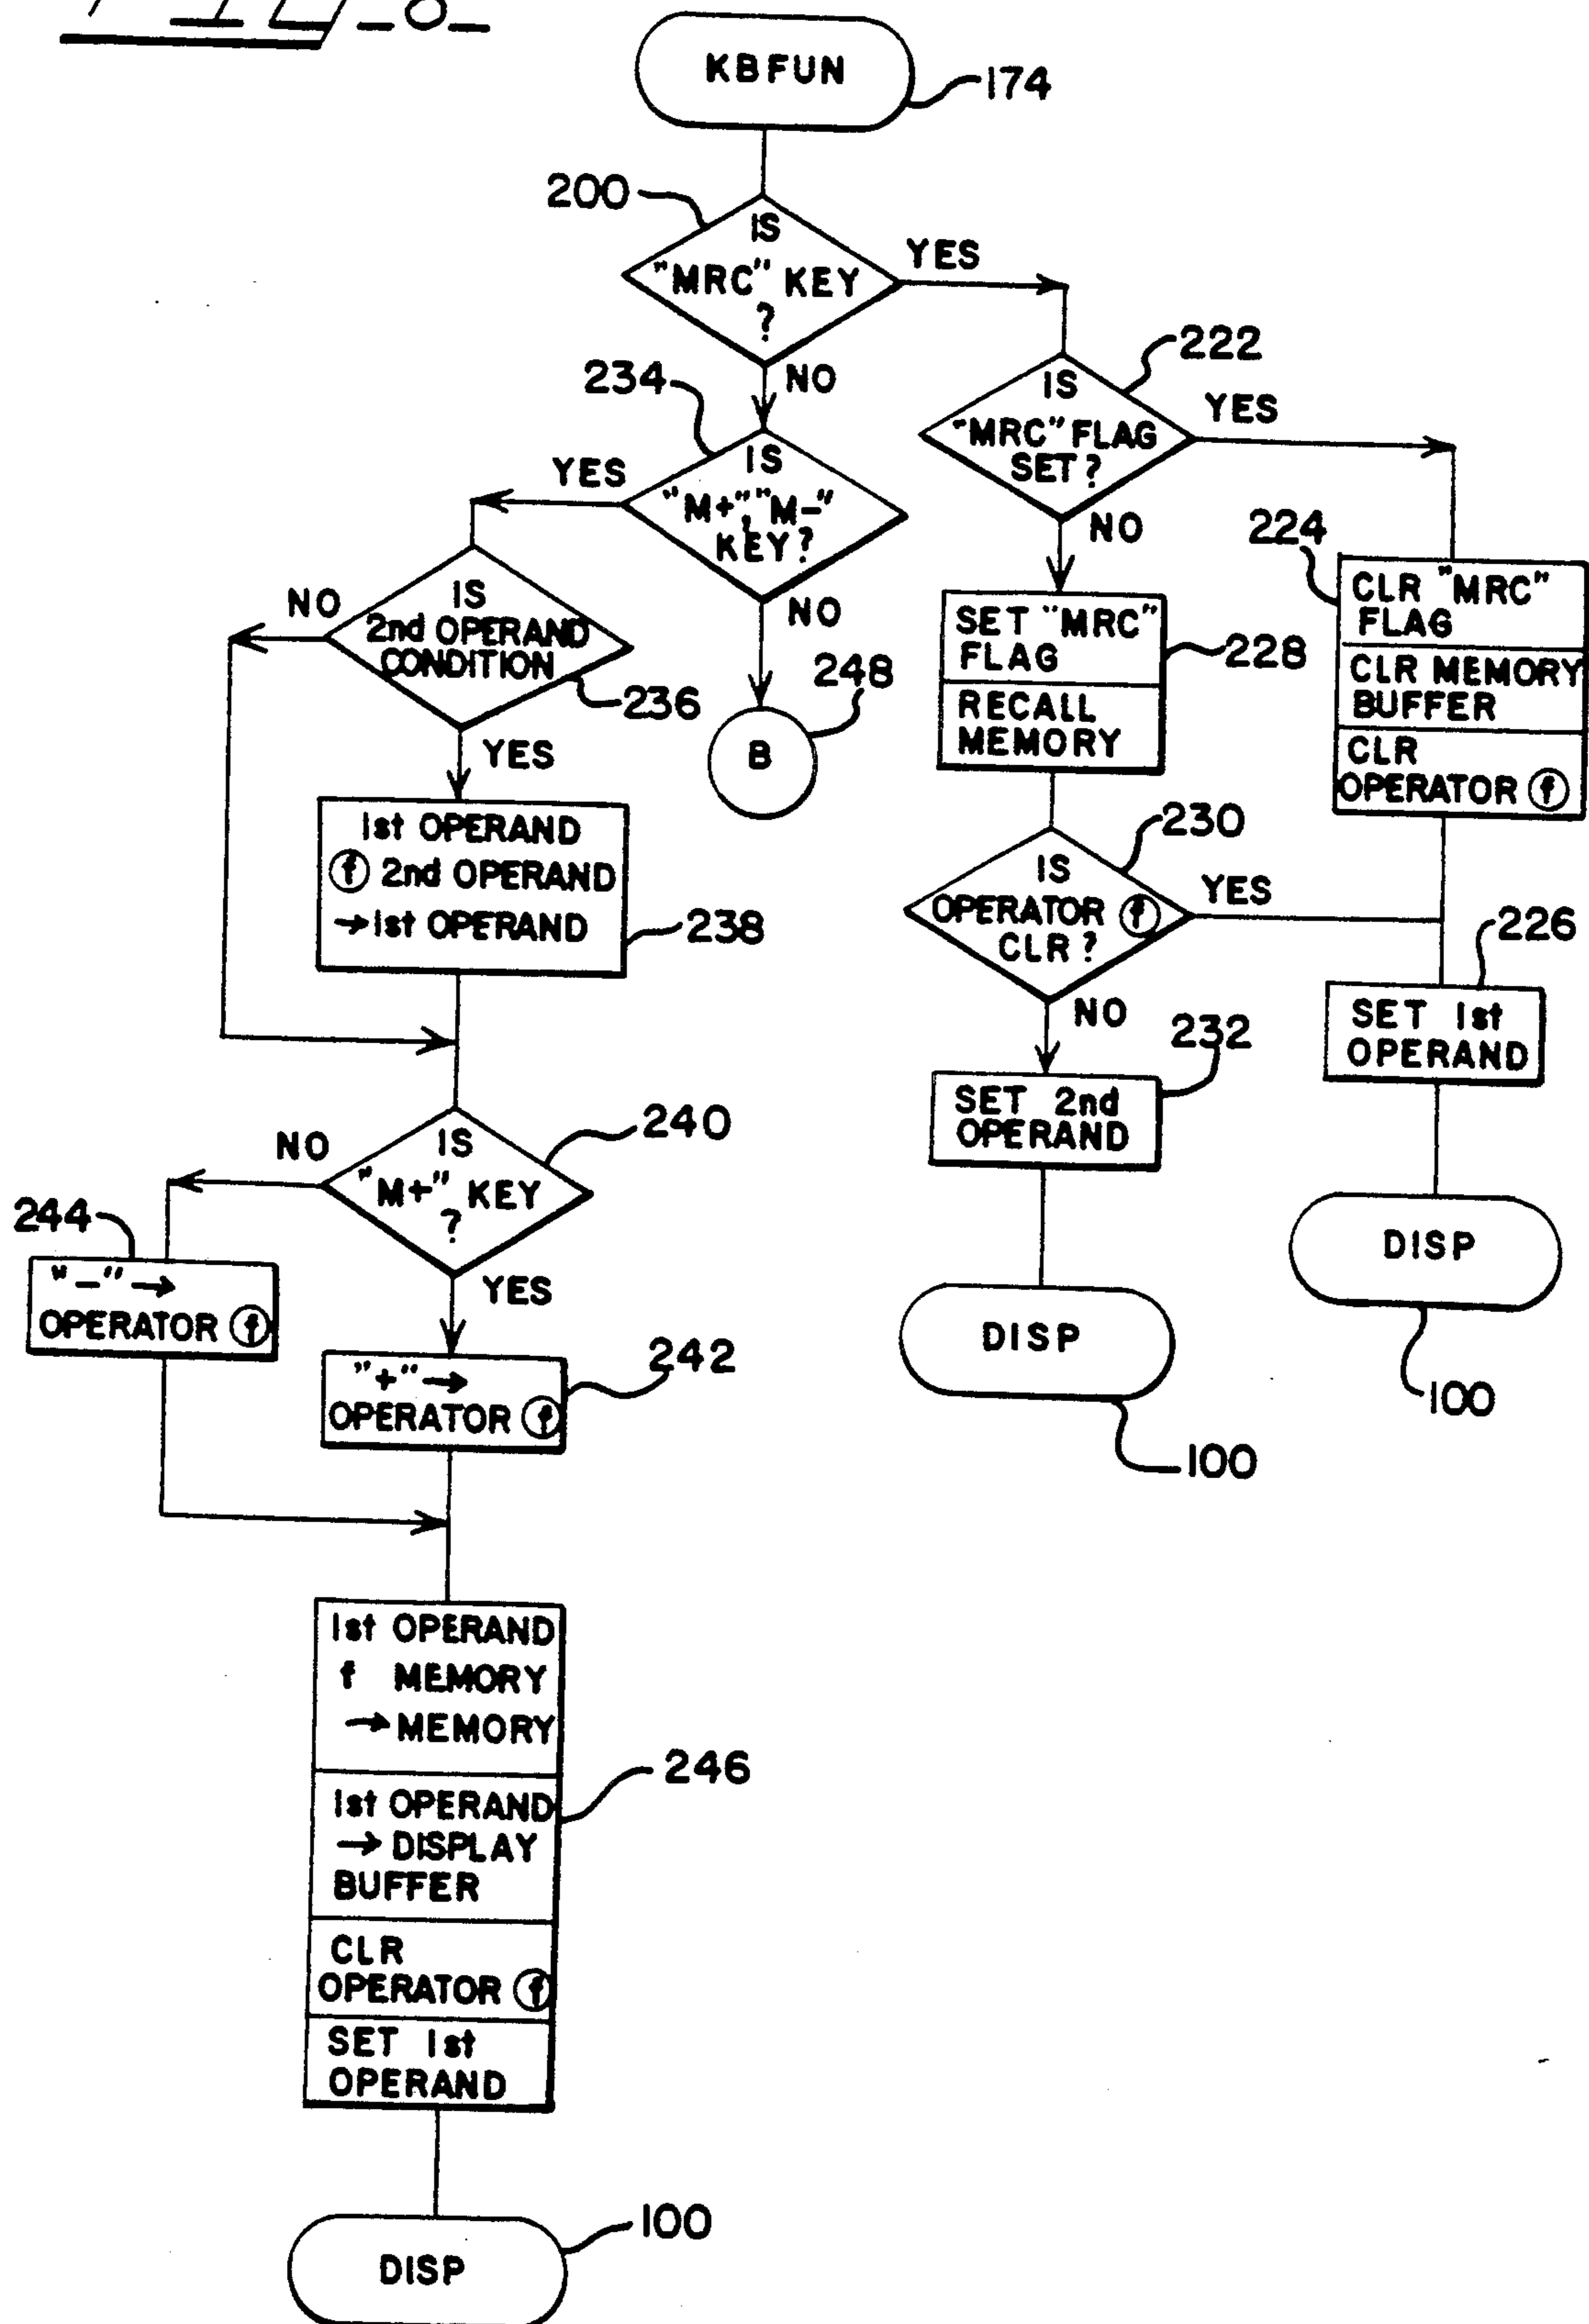 KBFUN
174
200
IS
"MRC" KEY
?
YES
NO
222
IS
"MRC" FLAG
SET?
YES
NO
234
IS
"M+","M-"
KEY?
YES
NO
248
B
224
CLR "MRC"
FLAG
CLR MEMORY
BUFFER
CLR
OPERATOR f
SET "MRC"
FLAG
RECALL
MEMORY
228
IS
2nd OPERAND
CONDITION
NO
236
YES
1st OPERAND
f 2nd OPERAND
→1st OPERAND
238
230
IS
OPERATOR f
CLR?
YES
NO
226
SET 1st
OPERAND
DISP
100
232
SET 2nd
OPERAND
DISP
100
240
IS
"M+" KEY
?
NO
YES
244
"-"→
OPERATOR f
242
"+"→
OPERATOR f
1st OPERAND
f MEMORY
→MEMORY
1st OPERAND
→DISPLAY
BUFFER
CLR
OPERATOR f
SET 1st
OPERAND
246
DISP
100